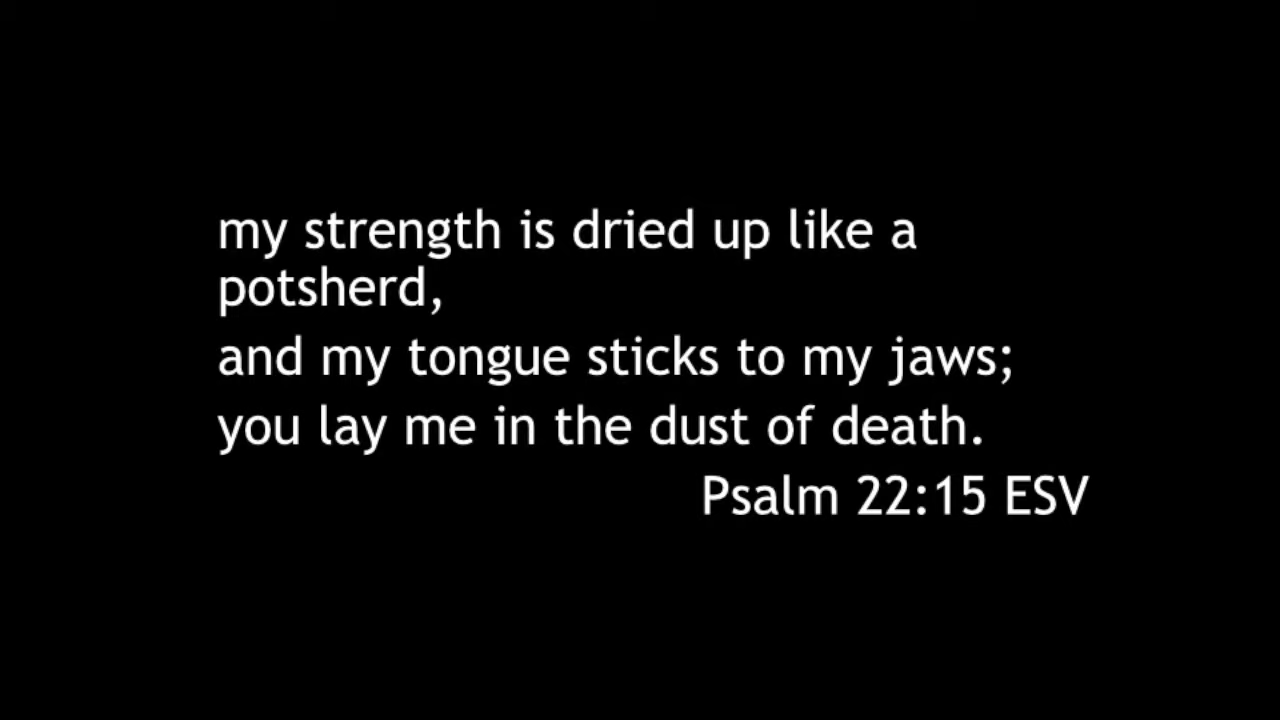 my strength is dried up like a
potsherd,
and my tongue sticks to my jaws;
you lay me in the dust of death.
Psalm 22:15 ESV